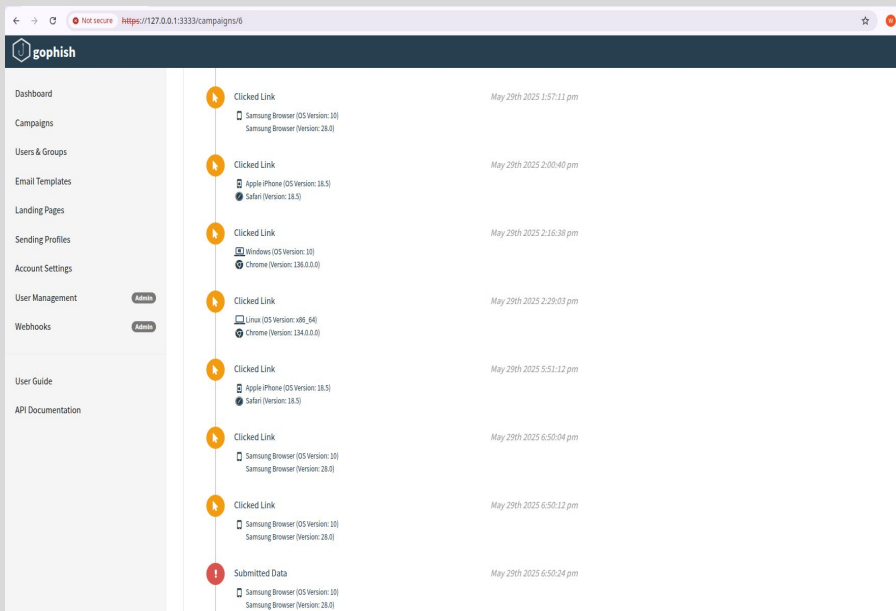 Not secure https://127.0.0.1:3333/campaigns/6
W
gophish
Dashboard
Campaigns
Users & Groups
Email Templates
Landing Pages
Sending Profiles
Account Settings
User Management Admin
Webhooks Admin
User Guide
API Documentation
Clicked Link May 29th 2025 1:57:11 pm
Samsung Browser (OS Version: 10)
Samsung Browser (Version: 28.0)
Clicked Link May 29th 2025 2:00:40 pm
Apple iPhone (OS Version: 18.5)
Safari (Version: 18.5)
Clicked Link May 29th 2025 2:16:38 pm
Windows (OS Version: 10)
Chrome (Version: 136.0.0.0)
Clicked Link May 29th 2025 2:29:03 pm
Linux (OS Version: x86_64)
Chrome (Version: 134.0.0.0)
Clicked Link May 29th 2025 5:51:12 pm
Apple iPhone (OS Version: 18.5)
Safari (Version: 18.5)
Clicked Link May 29th 2025 6:50:04 pm
Samsung Browser (OS Version: 10)
Samsung Browser (Version: 28.0)
Clicked Link May 29th 2025 6:50:12 pm
Samsung Browser (OS Version: 10)
Samsung Browser (Version: 28.0)
Submitted Data May 29th 2025 6:50:24 pm
Samsung Browser (OS Version: 10)
Samsung Browser (Version: 28.0)